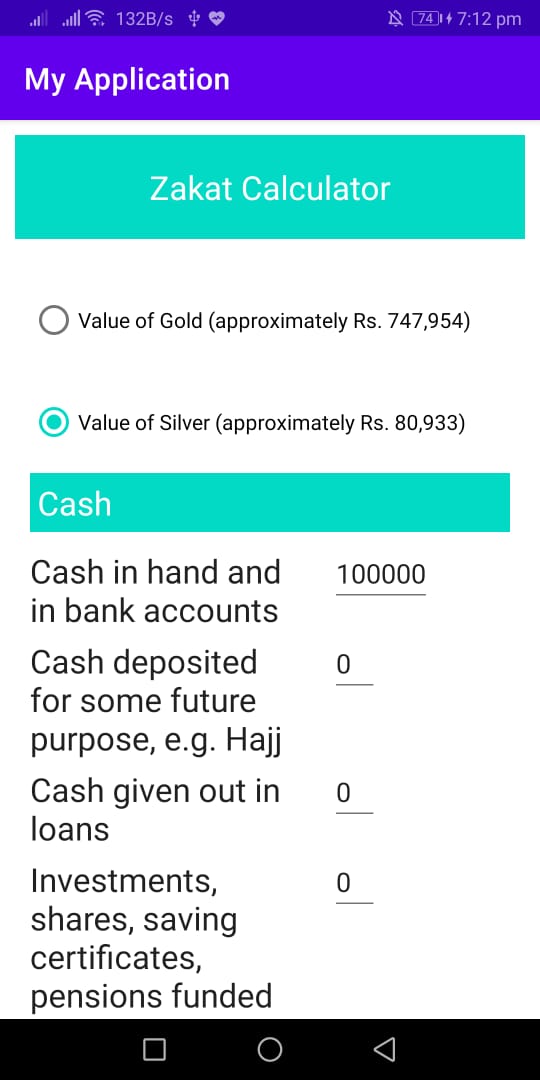 132B/s 74 7:12 pm
My Application
Zakat Calculator
Value of Gold (approximately Rs. 747,954)
Value of Silver (approximately Rs. 80,933)
Cash
Cash in hand and 100000
in bank accounts
Cash deposited 0
for some future
purpose, e.g. Hajj
Cash given out in 0
loans
Investments, 0
shares, saving
certificates,
pensions funded